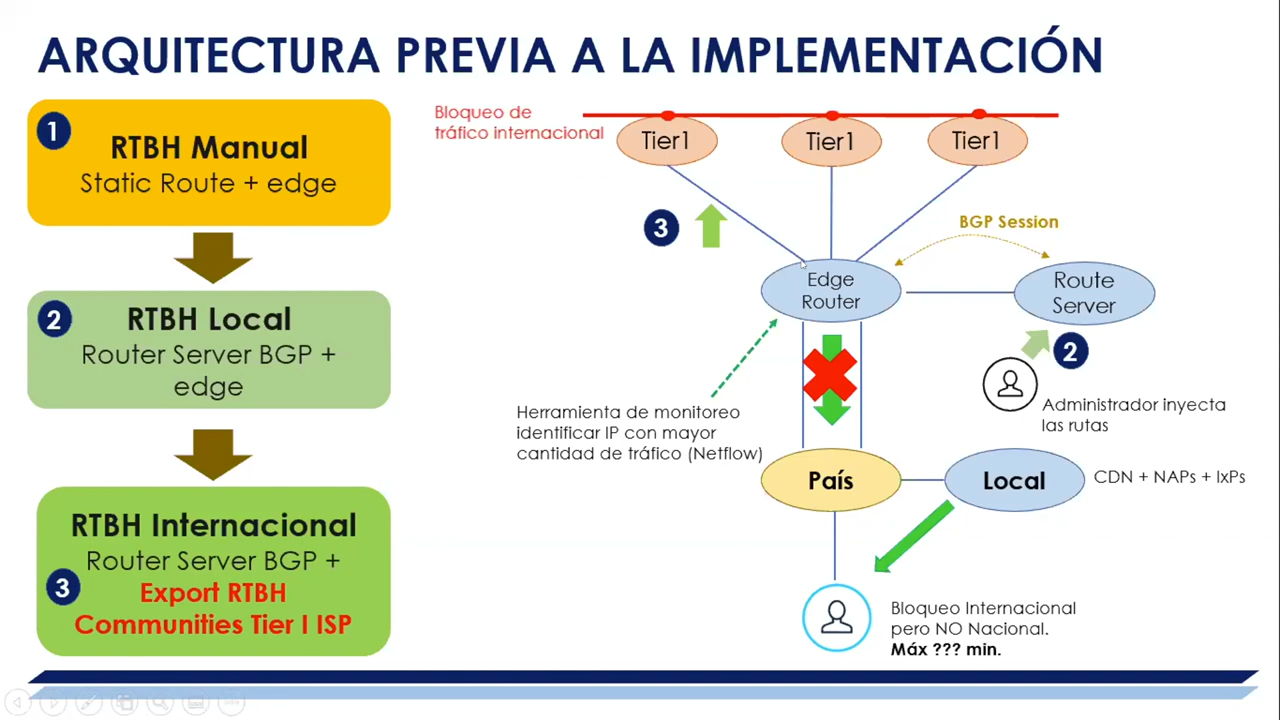 ARQUITECTURA PREVIA A LA IMPLEMENTACIÓN
1
RTBH Manual
Static Route + edge
2
RTBH Local
Router Server BGP +
edge
3
RTBH Internacional
Router Server BGP +
Export RTBH
Communities Tier I ISP
Bloqueo de
tráfico internacional
Tier1
Tier1
Tier1
3
BGP Session
Edge
Router
Route
Server
2
Administrador inyecta
las rutas
Herramienta de monitoreo
identificar IP con mayor
cantidad de tráfico (Netflow)
País
Local
CDN + NAPs + IxPs
Bloqueo Internacional
pero NO Nacional.
Máx ??? min.